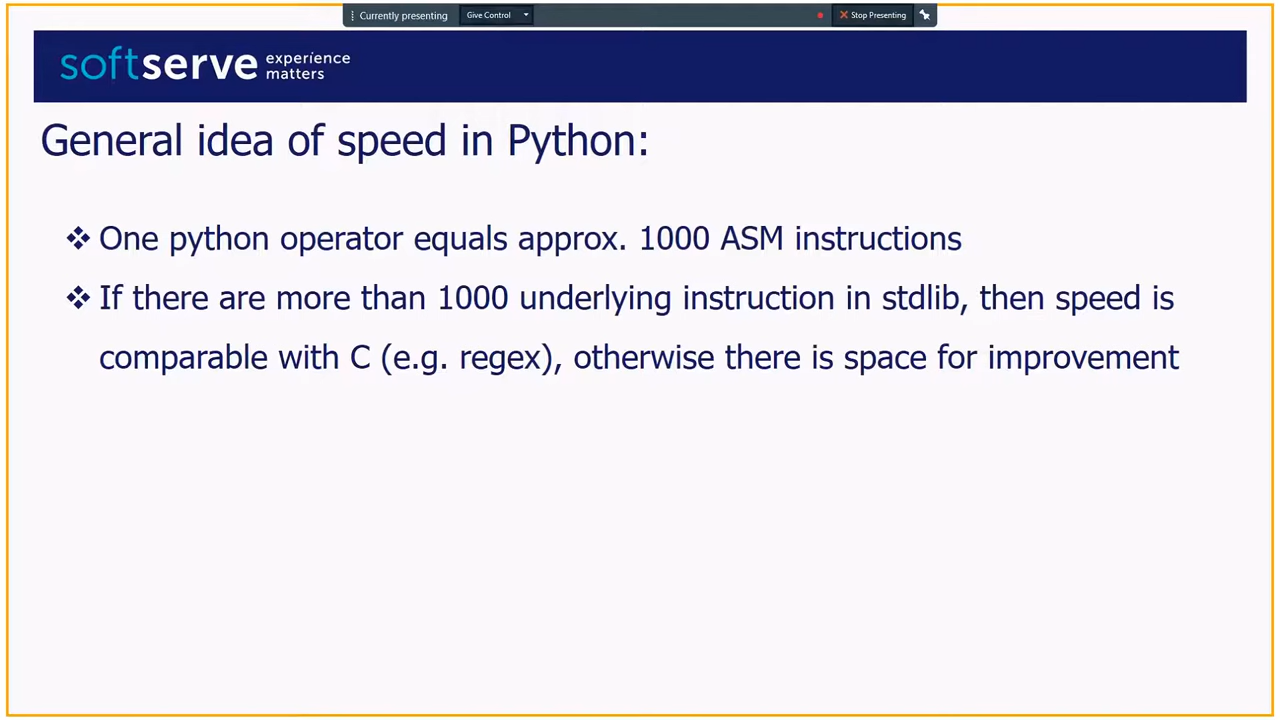 Currently presenting Give Control Stop Presenting
softserve experience
matters
General idea of speed in Python:
❖ One python operator equals approx. 1000 ASM instructions
❖ If there are more than 1000 underlying instruction in stdlib, then speed is
comparable with C (e.g. regex), otherwise there is space for improvement